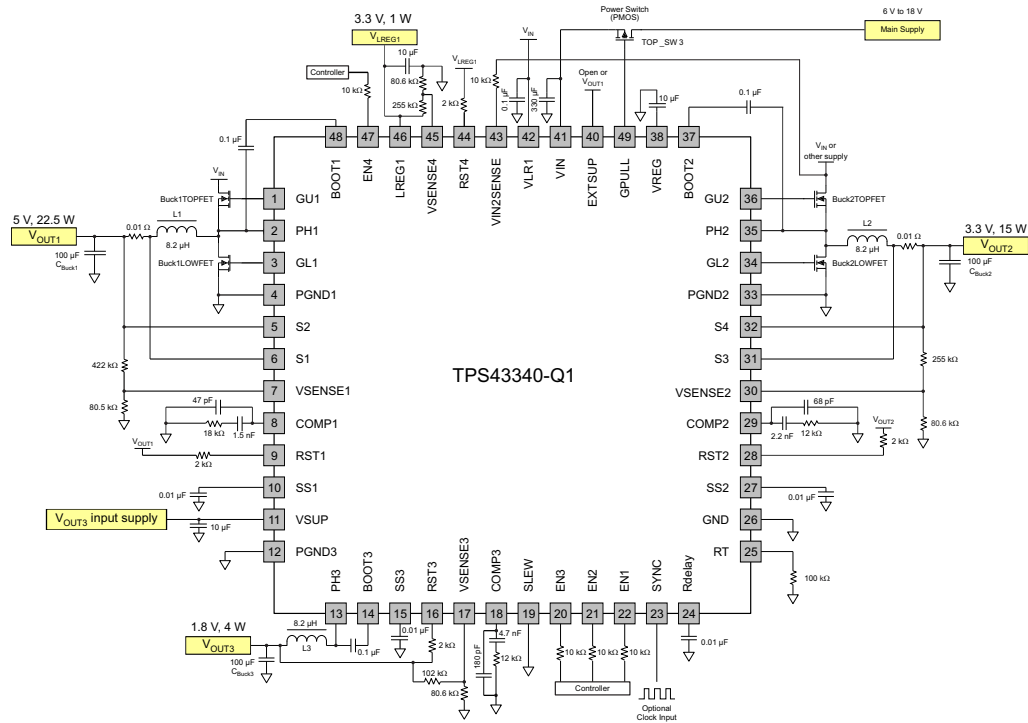 3.3 V, 1 W
V_LREG1
Controller
10 kΩ
10 µF
80.6 kΩ
255 kΩ
V_LREG1
2 kΩ
10 kΩ
V_IN
0.1 µF
330 µF
Open or
V_OUT1
Power Switch
(PMOS)
TOP_SW3
10 µF
0.1 µF
6 V to 18 V
Main Supply
0.1 µF
48
47
46
45
44
43
42
41
40
49
38
37
BOOT1
EN4
LREG1
VSENSE4
RST4
VIN2SENSE
VLR1
VIN
EXTSUP
GPULL
VREG
BOOT2
V_IN
Buck1TOPFET
L1
8.2 µH
0.01 Ω
5 V, 22.5 W
V_OUT1
100 µF
C_Buck1
Buck1LOWFET
422 kΩ
80.5 kΩ
47 pF
18 kΩ
1.5 nF
V_OUT1
2 kΩ
0.01 µF
V_OUT3 input supply
10 µF
1 GU1
2 PH1
3 GL1
4 PGND1
5 S2
6 S1
7 VSENSE1
8 COMP1
9 RST1
10 SS1
11 VSUP
12 PGND3
TPS43340-Q1
GU2 36
PH2 35
GL2 34
PGND2 33
S4 32
S3 31
VSENSE2 30
COMP2 29
RST2 28
SS2 27
GND 26
RT 25
V_IN or
other supply
Buck2TOPFET
L2
8.2 µH
0.01 Ω
3.3 V, 15 W
V_OUT2
100 µF
C_Buck2
Buck2LOWFET
255 kΩ
80.6 kΩ
68 pF
2.2 nF
12 kΩ
V_OUT2
2 kΩ
0.01 µF
100 kΩ
PH3
BOOT3
SS3
RST3
VSENSE3
COMP3
SLEW
EN3
EN2
EN1
SYNC
Rdelay
13
14
15
16
17
18
19
20
21
22
23
24
1.8 V, 4 W
V_OUT3
100 µF
C_Buck3
8.2 µH
L3
0.1 µF
0.01 µF
2 kΩ
102 kΩ
80.6 kΩ
180 pF
4.7 nF
12 kΩ
10 kΩ
10 kΩ
10 kΩ
Controller
Optional
Clock Input
0.01 µF